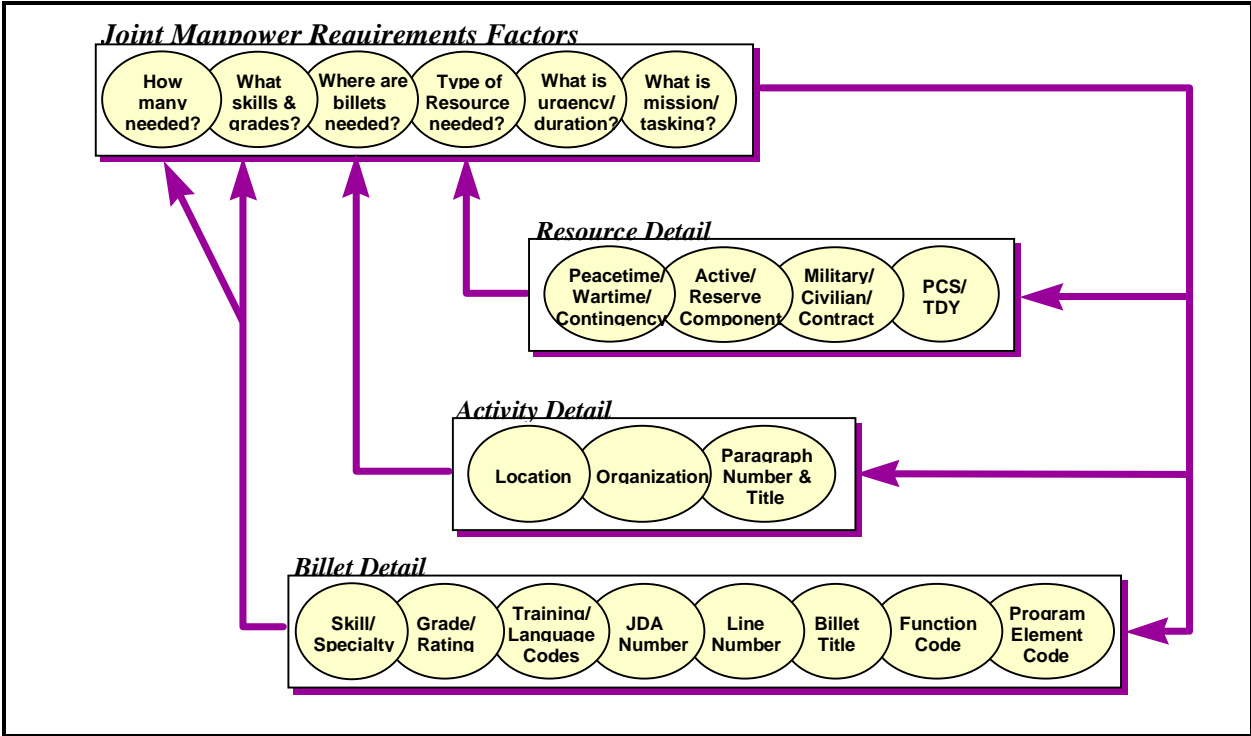 Joint Manpower Requirements Factors
How
many
needed?
What
skills &
grades?
Where are
billets
needed?
Type of
Resource
needed?
What is
urgency/
duration?
What is
mission/
tasking?
Resource Detail
Peacetime/
Wartime/
Contingency
Active/
Reserve
Component
Military/
Civilian/
Contract
PCS/
TDY
Activity Detail
Location
Organization
Paragraph
Number &
Title
Billet Detail
Skill/
Specialty
Grade/
Rating
Training/
Language
Codes
JDA
Number
Line
Number
Billet
Title
Function
Code
Program
Element
Code